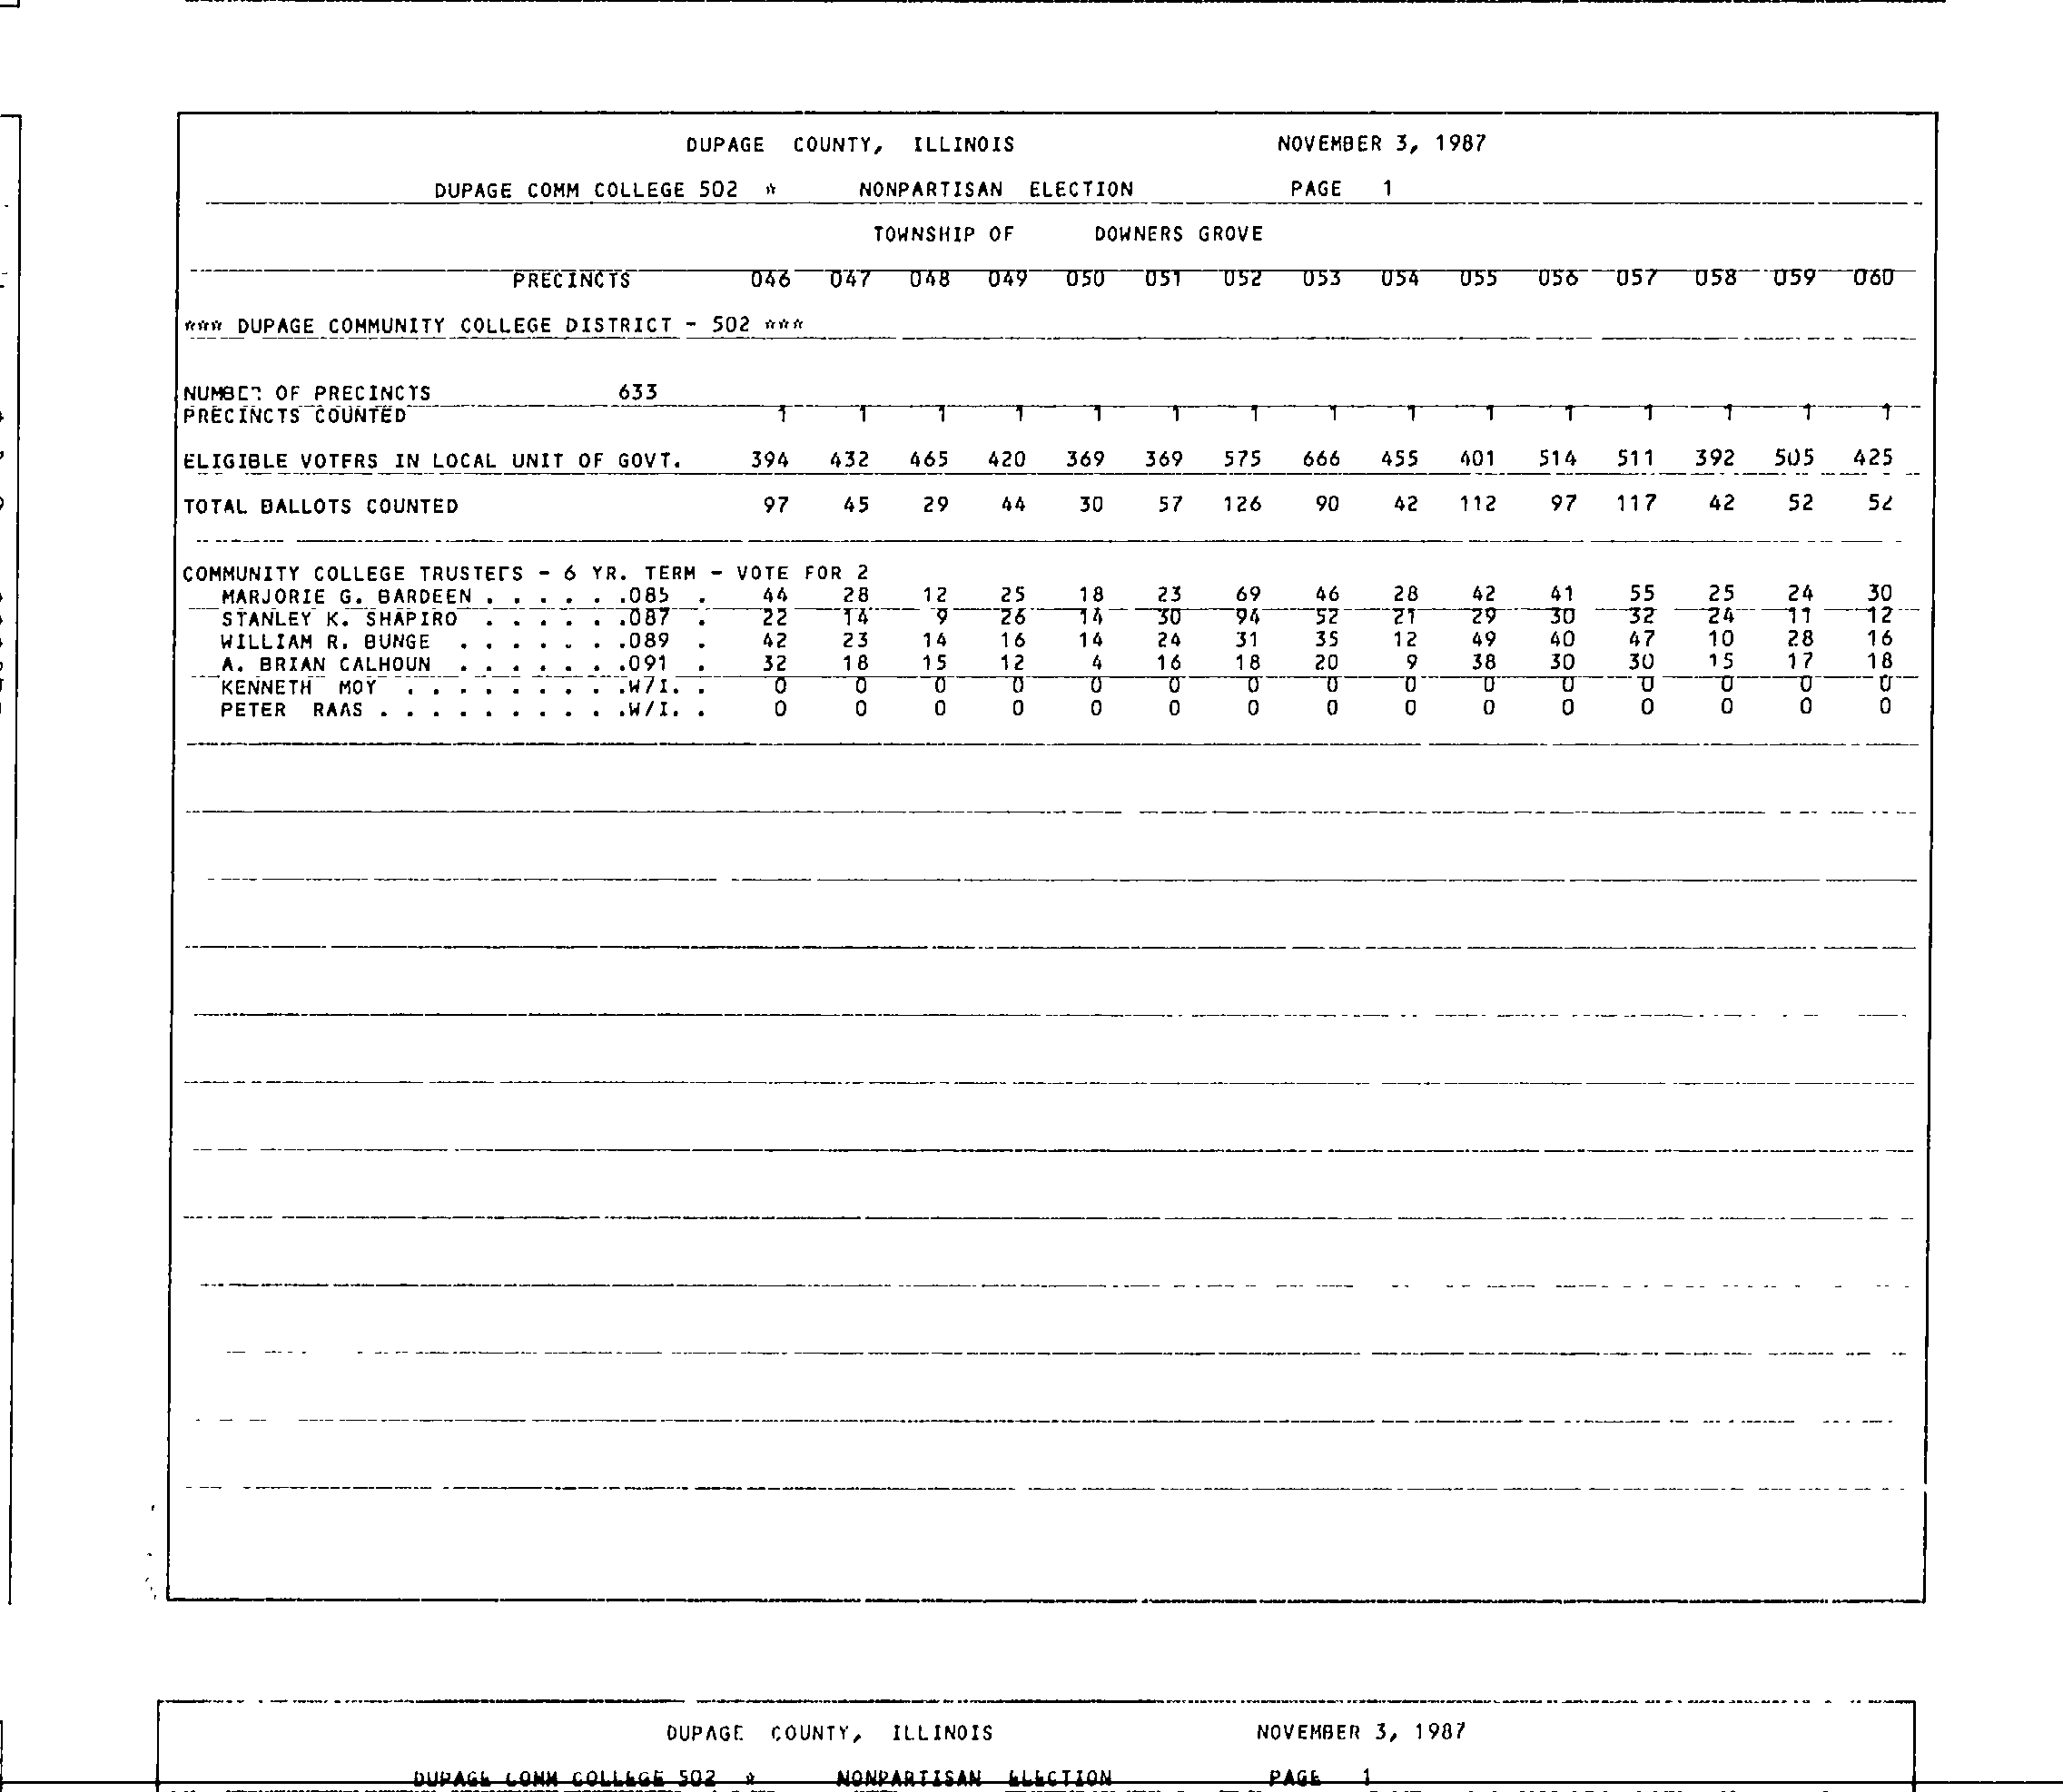 DUPAGE COUNTY, ILLINOIS NOVEMBER 3, 1987
DUPAGE COMM COLLEGE 502 * NONPARTISAN ELECTION PAGE 1
TOWNSHIP OF DOWNERS GROVE
PRECINCTS 046 047 048 049 050 051 052 053 054 055 056 057 058 059 060
*** DUPAGE COMMUNITY COLLEGE DISTRICT - 502 ***
NUMBER OF PRECINCTS 633
PRECINCTS COUNTED 1 1 1 1 1 1 1 1 1 1 1 1 1 1 1
ELIGIBLE VOTERS IN LOCAL UNIT OF GOVT. 394 432 465 420 369 369 575 666 455 401 514 511 392 505 425
TOTAL BALLOTS COUNTED 97 45 29 44 30 57 126 90 42 112 97 117 42 52 52
COMMUNITY COLLEGE TRUSTEES - 6 YR. TERM - VOTE FOR 2
MARJORIE G. BARDEEN . . . . . .085 . 44 28 12 25 18 23 69 46 28 42 41 55 25 24 30
STANLEY K. SHAPIRO . . . . . .087 . 22 14 9 26 14 30 94 52 21 29 30 32 24 11 12
WILLIAM R. BUNGE . . . . . . .089 . 42 23 14 16 14 24 31 35 12 49 40 47 10 28 16
A. BRIAN CALHOUN . . . . . . .091 . 32 18 15 12 4 16 18 20 9 38 30 30 15 17 18
KENNETH MOY . . . . . . . . .W/I. . 0 0 0 0 0 0 0 0 0 0 0 0 0 0 0
PETER RAAS . . . . . . . . . .W/I. . 0 0 0 0 0 0 0 0 0 0 0 0 0 0 0
DUPAGE COUNTY, ILLINOIS NOVEMBER 3, 1987
DUPAGE COMM COLLEGE 502 * NONPARTISAN ELECTION PAGE 1